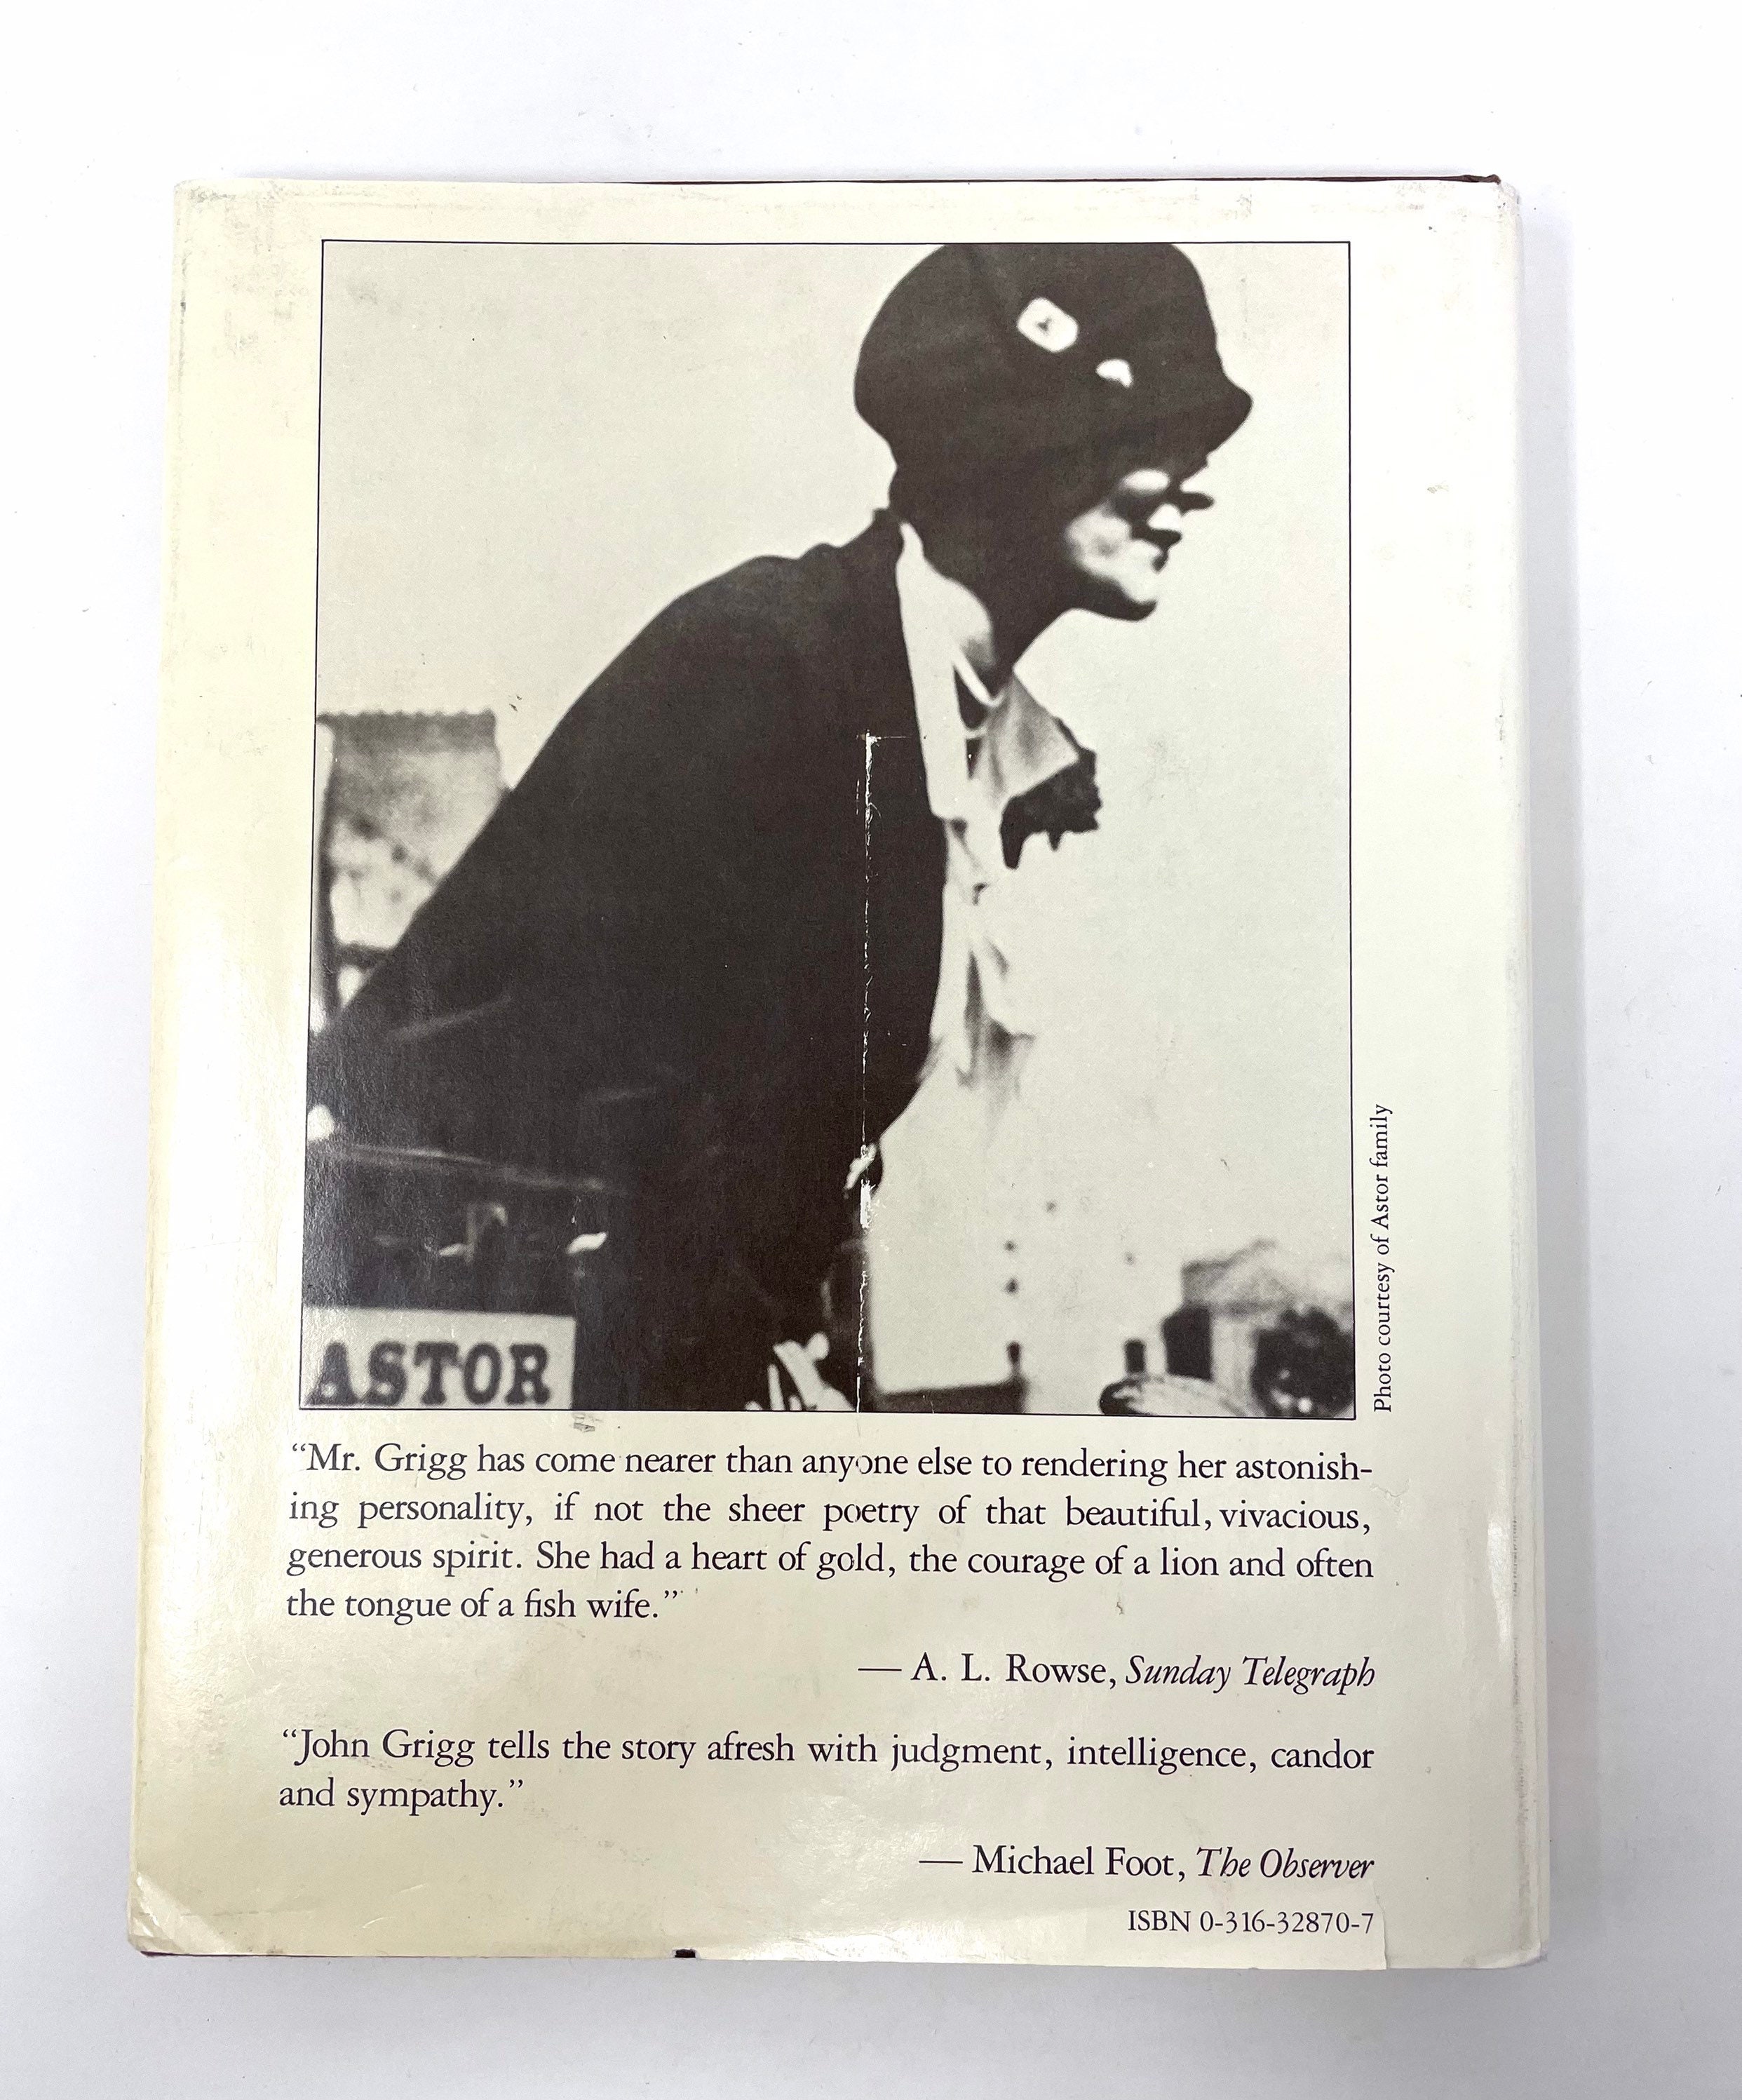 ASTOR
Photo courtesy of Astor family
“Mr. Grigg has come nearer than anyone else to rendering her astonish-
ing personality, if not the sheer poetry of that beautiful, vivacious,
generous spirit. She had a heart of gold, the courage of a lion and often
the tongue of a fish wife.”
— A. L. Rowse, Sunday Telegraph
“John Grigg tells the story afresh with judgment, intelligence, candor
and sympathy.”
— Michael Foot, The Observer
ISBN 0-316-32870-7